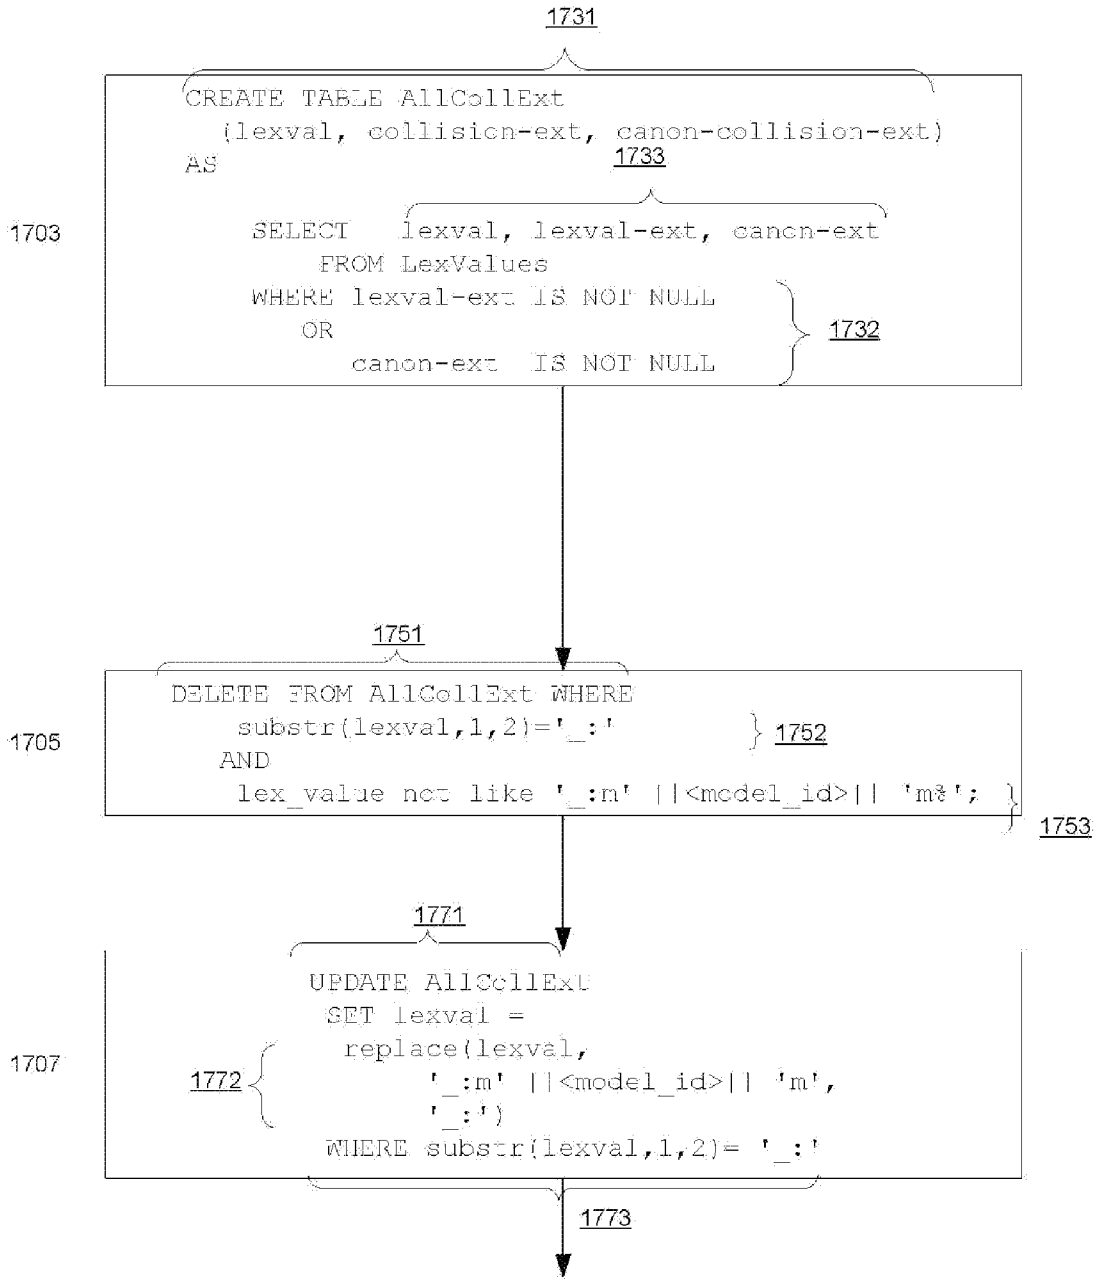 1731
CREATE TABLE AllCollExt
(lexval, collision-ext, canon-collision-ext)
AS
1733
1703
SELECT lexval, lexval-ext, canon-ext
FROM LexValues
WHERE lexval-ext IS NOT NULL
OR
1732
canon-ext IS NOT NULL
1751
DELETE FROM AllCollExt WHERE
substr(lexval,1,2)='_:'
1752
1705
AND
lex_value not like '_:m' ||<model_id>|| 'm%';
1753
1771
UPDATE AllCollExt
SET lexval =
1707
replace(lexval,
1772
'_:m' ||<model_id>|| 'm',
'_:')
WHERE substr(lexval,1,2)= '_:'
1773